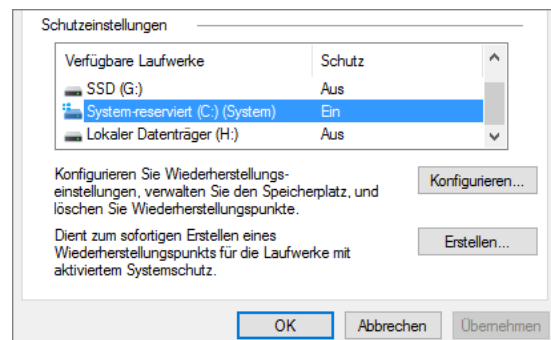 Schutzeinstellungen
Verfügbare Laufwerke Schutz
SSD (G:) Aus
System-reserviert (C:) (System) Ein
Lokaler Datenträger (H:) Aus
Konfigurieren Sie Wiederherstellungs-
einstellungen, verwalten Sie den Speicherplatz, und
löschen Sie Wiederherstellungspunkte.
Konfigurieren...
Dient zum sofortigen Erstellen eines
Wiederherstellungspunkts für die Laufwerke mit
aktiviertem Systemschutz.
Erstellen...
OK Abbrechen Übernehmen